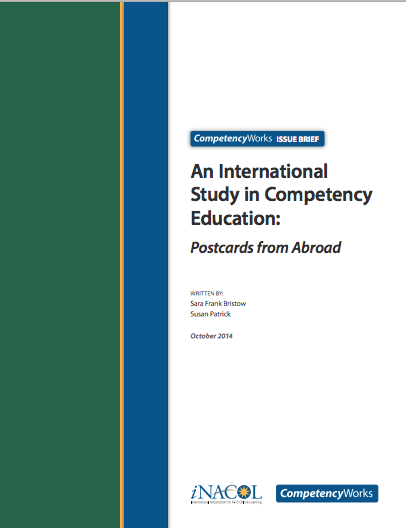 CompetencyWorks ISSUE BRIEF
An International
Study in Competency
Education:
Postcards from Abroad
WRITTEN BY:
Sara Frank Bristow
Susan Patrick
October 2014
iNACOL
CompetencyWorks